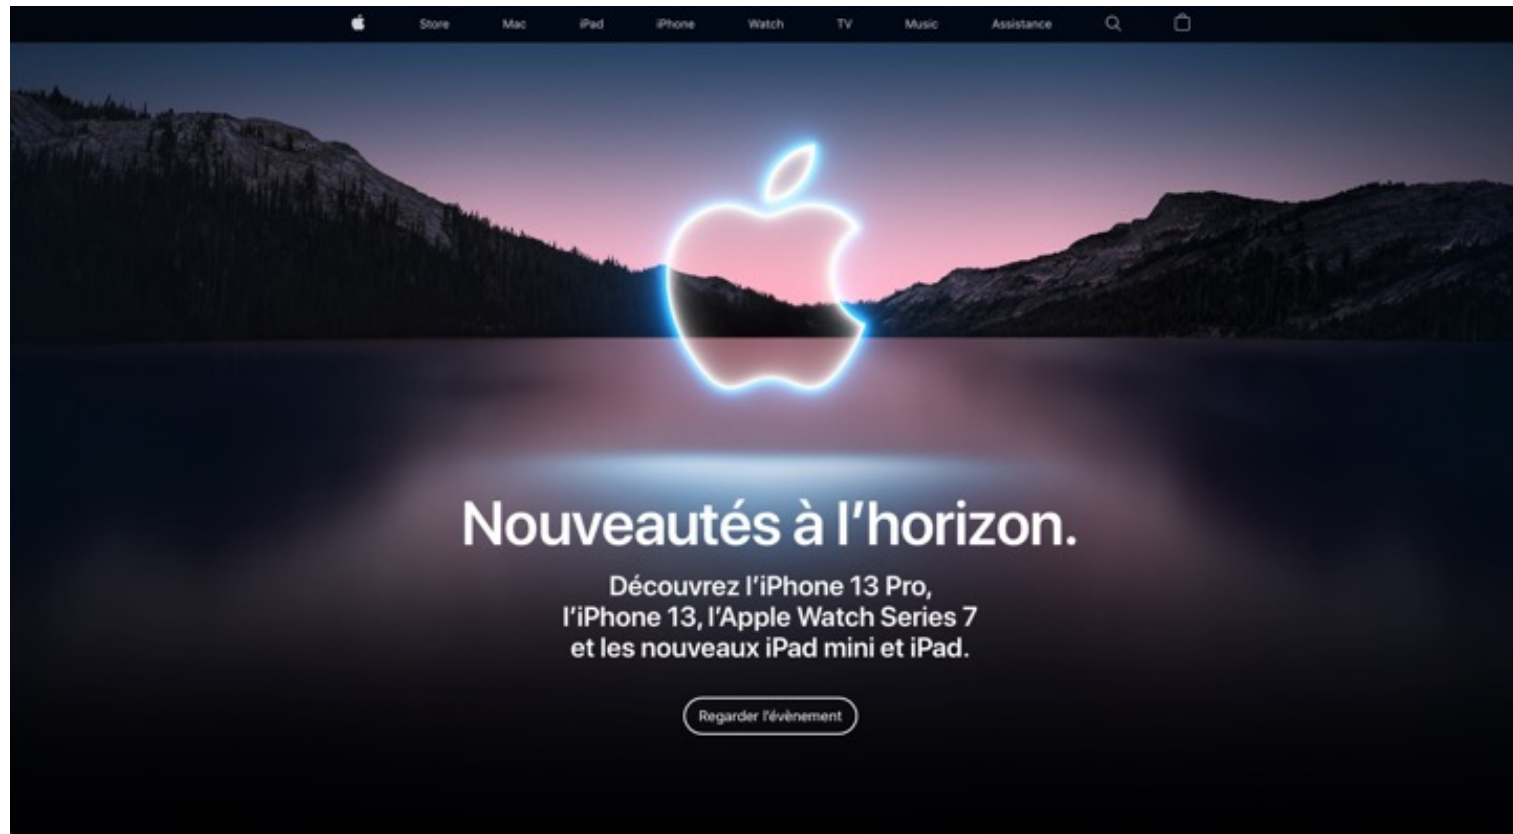 Store Mac iPad iPhone Watch TV Music Assistance
Nouveautés à l’horizon.
Découvrez l’iPhone 13 Pro,
l’iPhone 13, l’Apple Watch Series 7
et les nouveaux iPad mini et iPad.
Regarder l’évènement